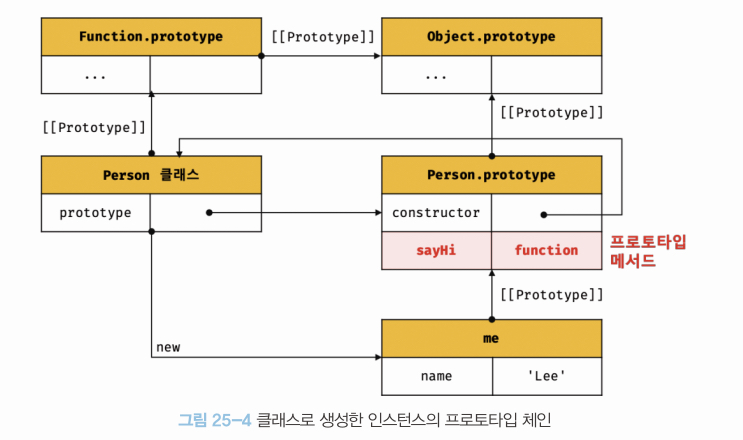 Function.prototype
[[Prototype]]
Object.prototype
...
...
[[Prototype]]
[[Prototype]]
Person 클래스
Person.prototype
prototype
constructor
sayHi
function
프로토타입
메서드
[[Prototype]]
new
me
name
'Lee'
그림 25-4 클래스로 생성한 인스턴스의 프로토타입 체인